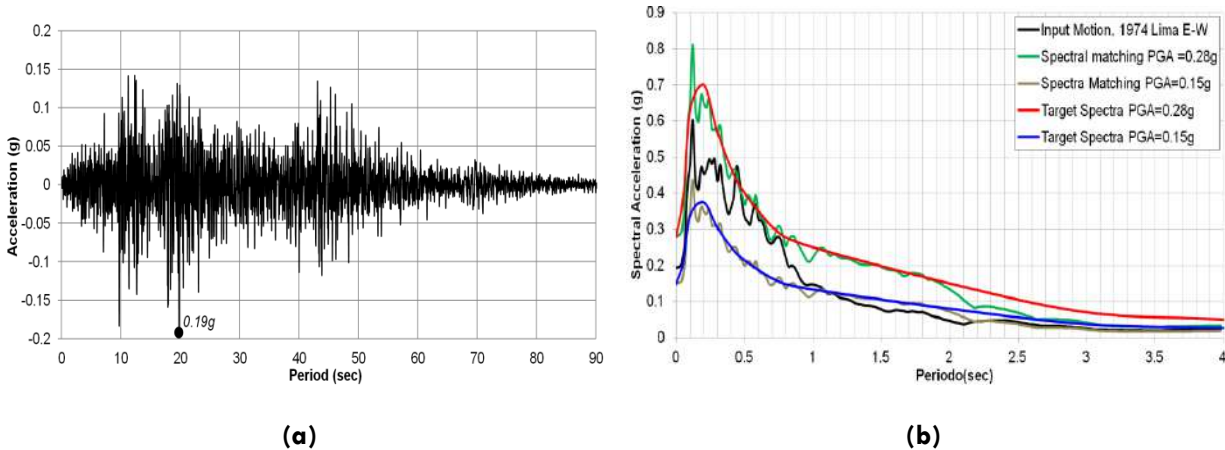 0.2
0.15
0.1
0.05
0
-0.05
-0.1
-0.15
-0.2
Acceleration (g)
0.19g
0 10 20 30 40 50 60 70 80 90
Period (sec)
(a)
0.9
0.8
0.7
0.6
0.5
0.4
0.3
0.2
0.1
0
Spectral Acceleration (g)
Input Motion. 1974 Lima E-W
Spectral matching PGA =0.28g
Spectra Matching PGA=0.15g
Target Spectra PGA=0.28g
Target Spectra PGA=0.15g
0 0.5 1 1.5 2 2.5 3 3.5 4
Periodo(sec)
(b)